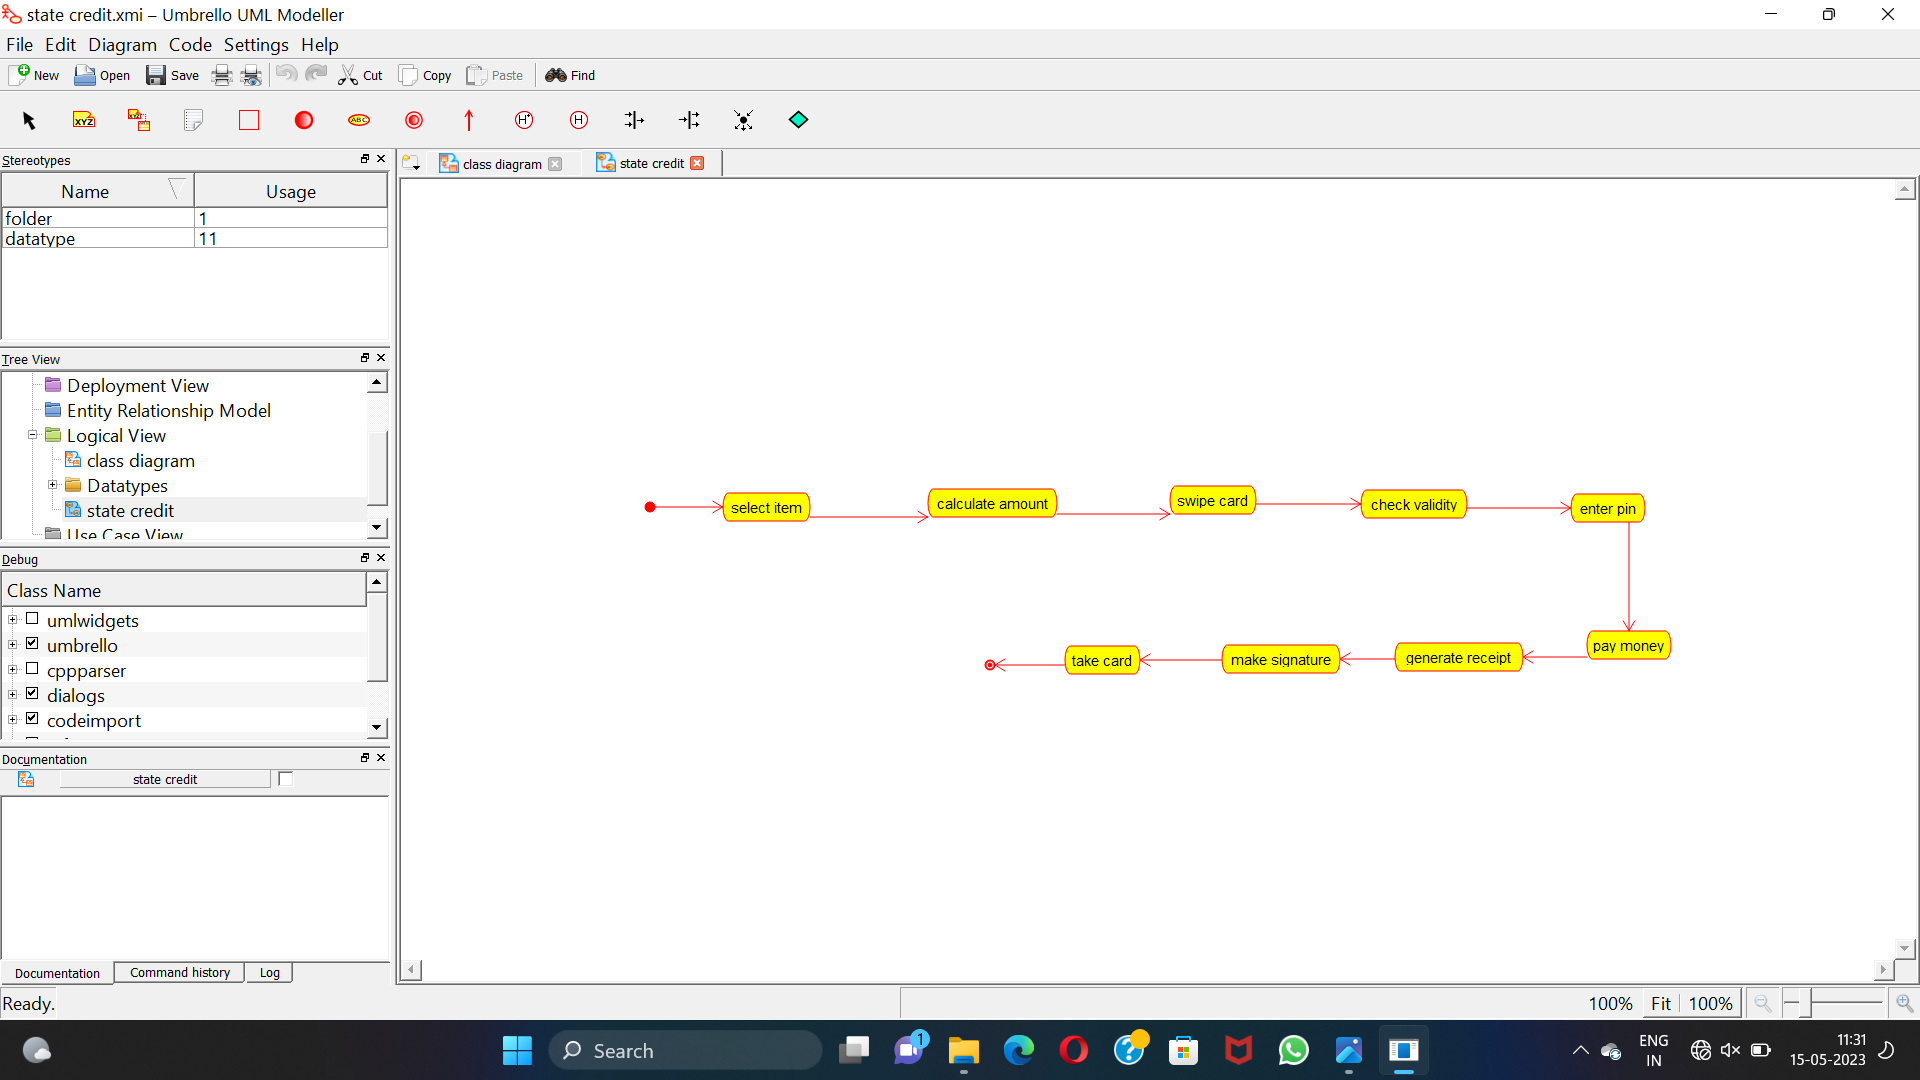 state credit.xmi – Umbrello UML Modeller
File Edit Diagram Code Settings Help
New Open Save Cut Copy Paste Find
XYZ XYZ ABC H* H
Stereotypes
Name Usage
folder 1
datatype 11
Tree View
Deployment View
Entity Relationship Model
Logical View
class diagram
Datatypes
state credit
Use Case View
Debug
Class Name
umlwidgets
umbrello
cppparser
dialogs
codeimport
Documentation
state credit
Documentation Command history Log
class diagram state credit
select item
calculate amount
swipe card
check validity
enter pin
pay money
generate receipt
make signature
take card
Ready.
100% Fit 100%
Search
1
ENG
IN
11:31
15-05-2023